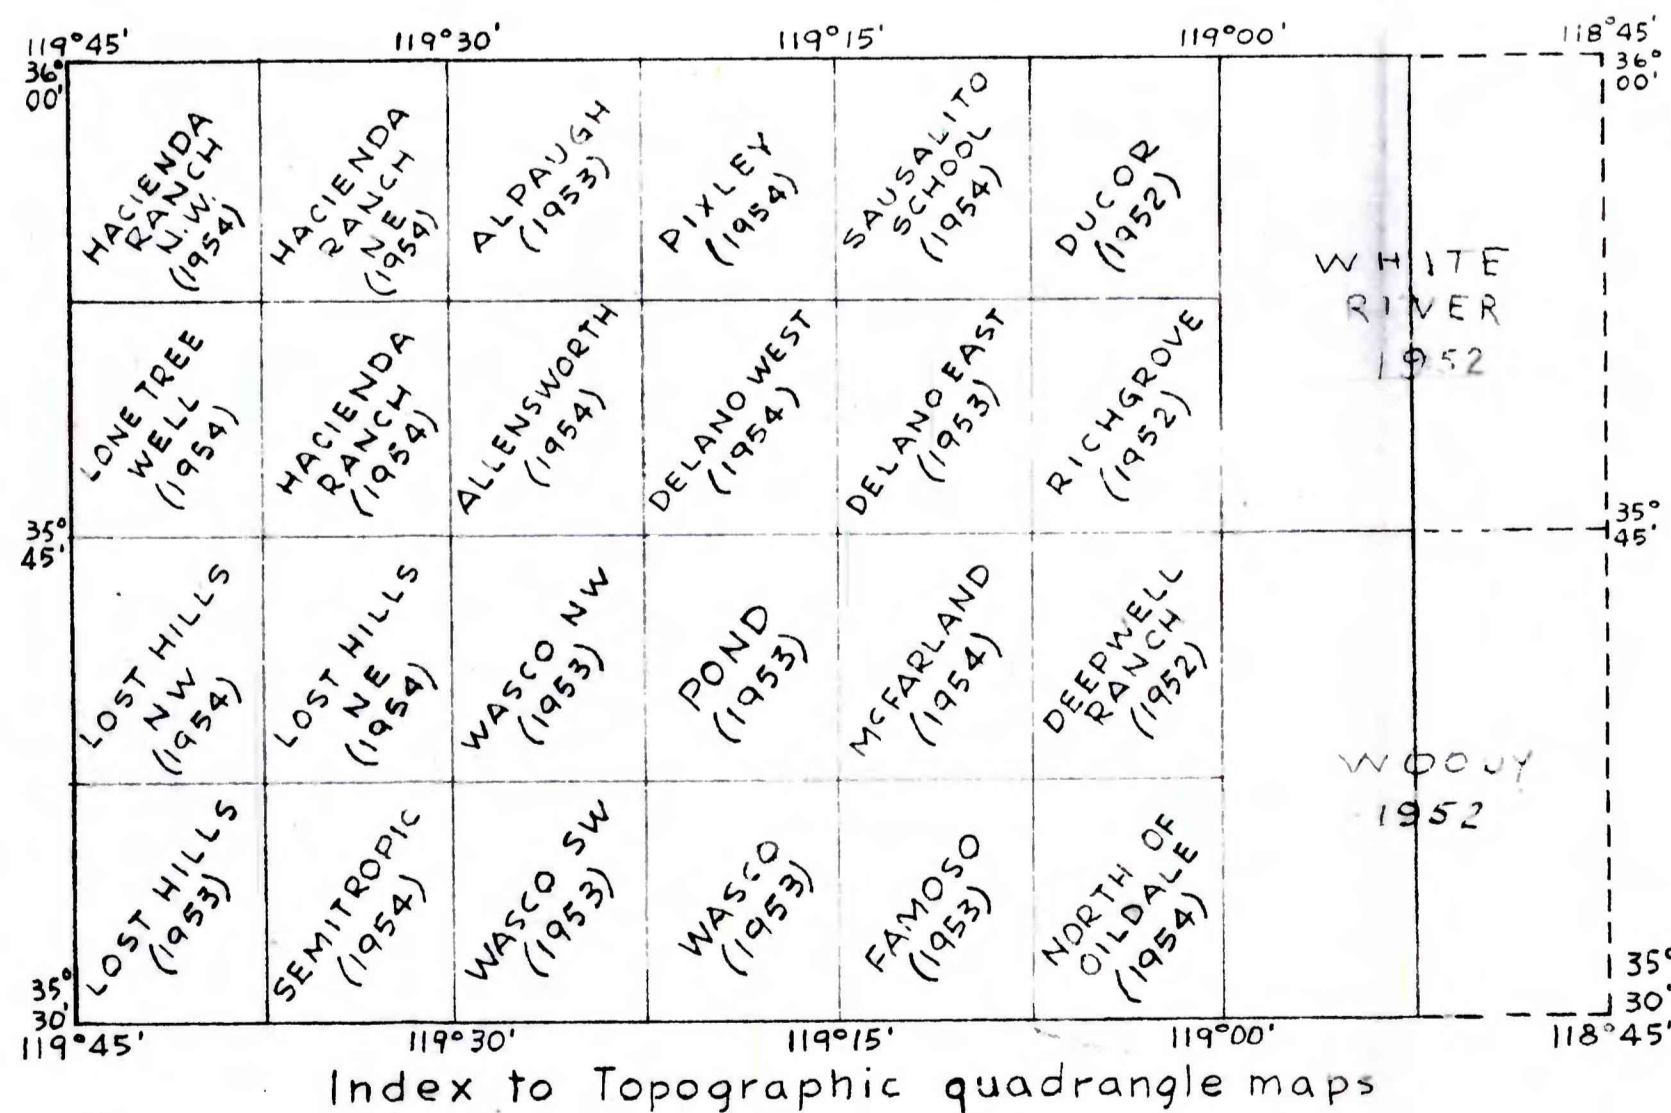 119°45' 119°30' 119°15' 119°00' 118°45'
36°
00'
36°
00'
HACIENDA
RANCH
N.W.
(1954)
HACIENDA
RANCH
NE
(1954)
ALPAUGH
(1953)
PIXLEY
(1954)
SAUSALITO
SCHOOL
(1954)
DUCOR
(1952)
WHITE
RIVER
1952
LONE TREE
WELL
(1954)
HACIENDA
RANCH
(1954)
ALLENSWORTH
(1954)
DELANO WEST
(1954)
DELANO EAST
(1953)
RICHGROVE
(1952)
35°
45'
35°
45'
LOST HILLS
NW
(1954)
LOST HILLS
NE
(1954)
WASCO NW
(1953)
POND
(1953)
McFARLAND
(1954)
DEEPWELL
RANCH
(1952)
WOODY
1952
LOST HILLS
(1953)
SEMITROPIC
(1954)
WASCO SW
(1953)
WASCO
(1953)
FAMOSO
(1953)
NORTH OF
OILDALE
(1954)
35°
30'
35°
30'
119°45' 119°30' 119°15' 119°00' 118°45'
Index to Topographic quadrangle maps